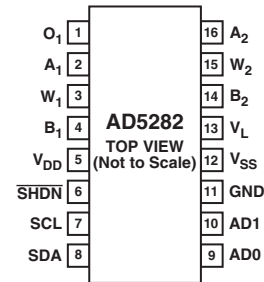 O1 1 16 A2
A1 2 15 W2
W1 3 14 B2
B1 4 AD5282 13 VL
VDD 5 TOP VIEW 12 VSS
(Not to Scale)
SHDN 6 11 GND
SCL 7 10 AD1
SDA 8 9 AD0